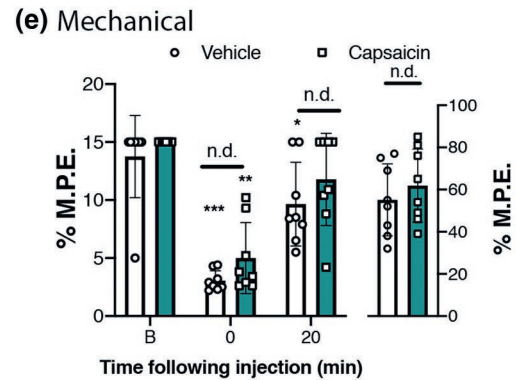 (e) Mechanical
Vehicle Capsaicin
n.d.
20
n.d.
100
*
15
n.d.
80
**
% M.P.E.
***
10
60
% M.P.E.
40
5
20
0
0
B 0 20
Time following injection (min)